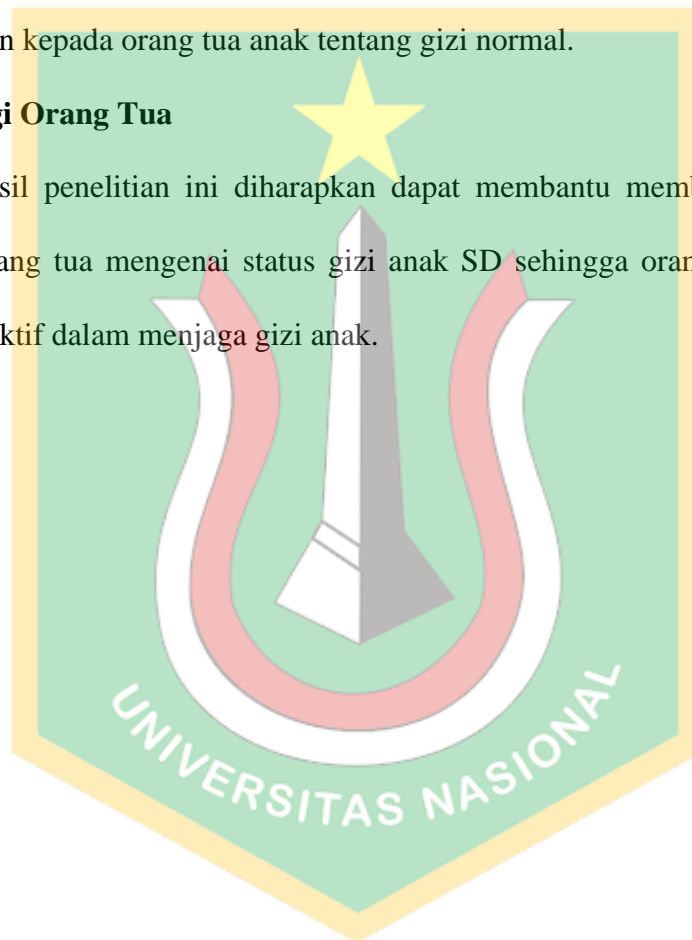 n kepada orang tua anak tentang gizi normal.
gi Orang Tua
sil penelitian ini diharapkan dapat membantu memb
ang tua mengenai status gizi anak SD sehingga oran
ktif dalam menjaga gizi anak.
UNIVERSITAS NASIONAL